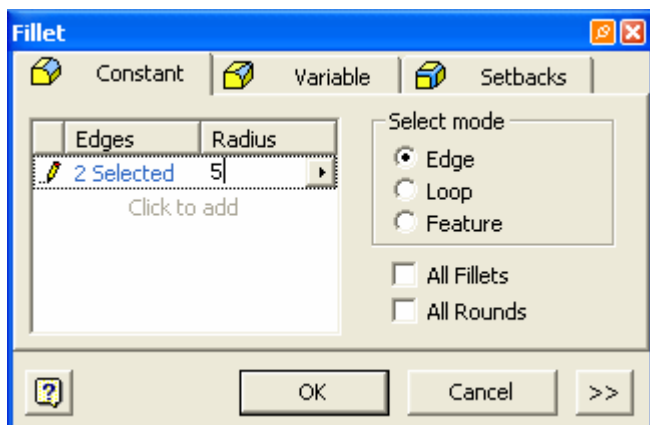 Fillet
Constant Variable Setbacks
Edges Radius
2 Selected 5
Click to add
Select mode
Edge
Loop
Feature
All Fillets
All Rounds
? OK Cancel >>